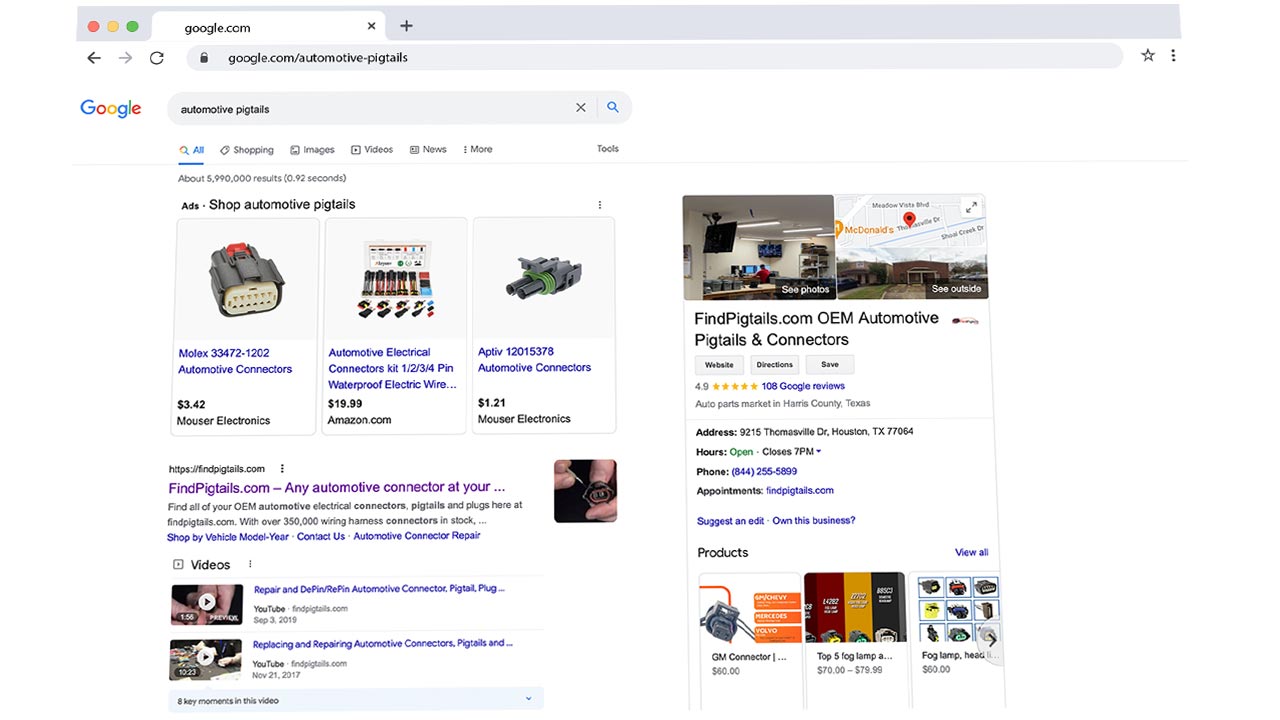 google.com
google.com/automotive-pigtails
Google
automotive pigtails
All Shopping Images Videos News More Tools
About 5,990,000 results (0.92 seconds)
Ads · Shop automotive pigtails
Molex 33472-1202
Automotive Connectors
$3.42
Mouser Electronics
Automotive Electrical
Connectors kit 1/2/3/4 Pin
Waterproof Electric Wire...
$19.99
Amazon.com
Aptiv 12015378
Automotive Connectors
$1.21
Mouser Electronics
https://findpigtails.com
FindPigtails.com – Any automotive connector at your ...
Find all of your OEM automotive electrical connectors, pigtails and plugs here at
findpigtails.com. With over 350,000 wiring harness connectors in stock, ...
Shop by Vehicle Model-Year · Contact Us · Automotive Connector Repair
Videos
1:56 PREVIEW
Repair and DePin/RePin Automotive Connector, Pigtail, Plug ...
YouTube · findpigtails.com
Sep 3, 2019
10:23
Replacing and Repairing Automotive Connectors, Pigtails and ...
YouTube · findpigtails.com
Nov 21, 2017
8 key moments in this video
Meadow Vista Blvd
McDonald's
Thomasville Dr
Shoal Creek Dr
See photos
See outside
FindPigtails.com OEM Automotive
Pigtails & Connectors
Website Directions Save
4.9 108 Google reviews
Auto parts market in Harris County, Texas
Address: 9215 Thomasville Dr, Houston, TX 77064
Hours: Open · Closes 7PM
Phone: (844) 255-5899
Appointments: findpigtails.com
Suggest an edit · Own this business?
Products
View all
GM/CHEVY
MERCEDES
VOLVO
GM Connector | ...
$60.00
Top 5 fog lamp a...
$70.00 – $79.99
Fog lamp, head li...
$60.00